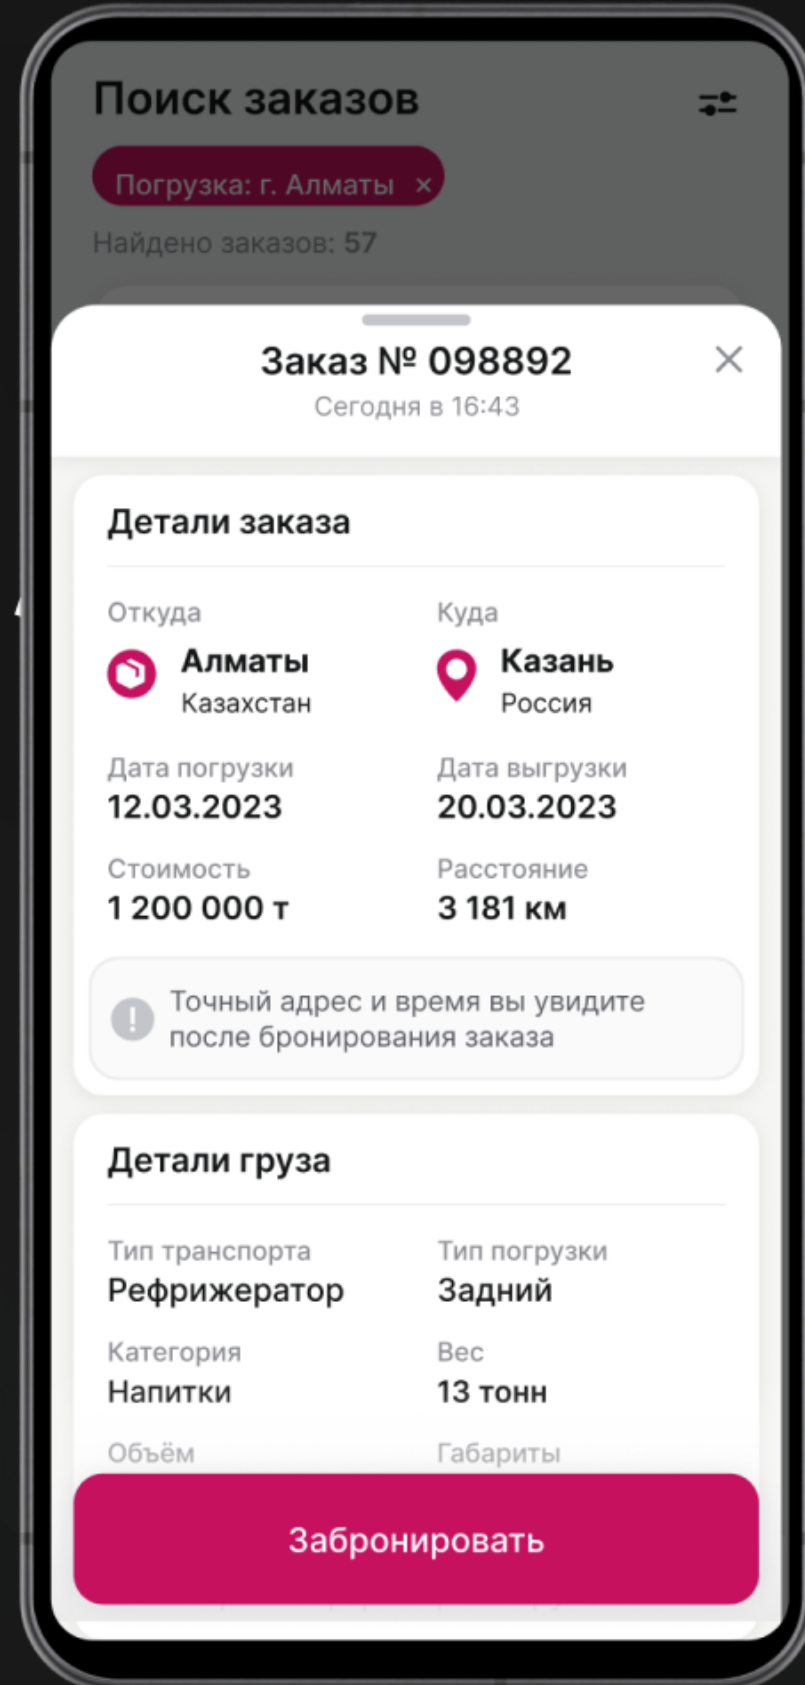 Поиск заказов
Погрузка: г. Алматы ×
Найдено заказов: 57
Заказ № 098892
Сегодня в 16:43
Детали заказа
Откуда
Куда
Алматы
Казань
Казахстан
Россия
Дата погрузки
Дата выгрузки
12.03.2023
20.03.2023
Стоимость
Расстояние
1 200 000 т
3 181 км
Точный адрес и время вы увидите
после бронирования заказа
Детали груза
Тип транспорта
Тип погрузки
Рефрижератор
Задний
Категория
Вес
Напитки
13 тонн
Объём
Габариты
Забронировать